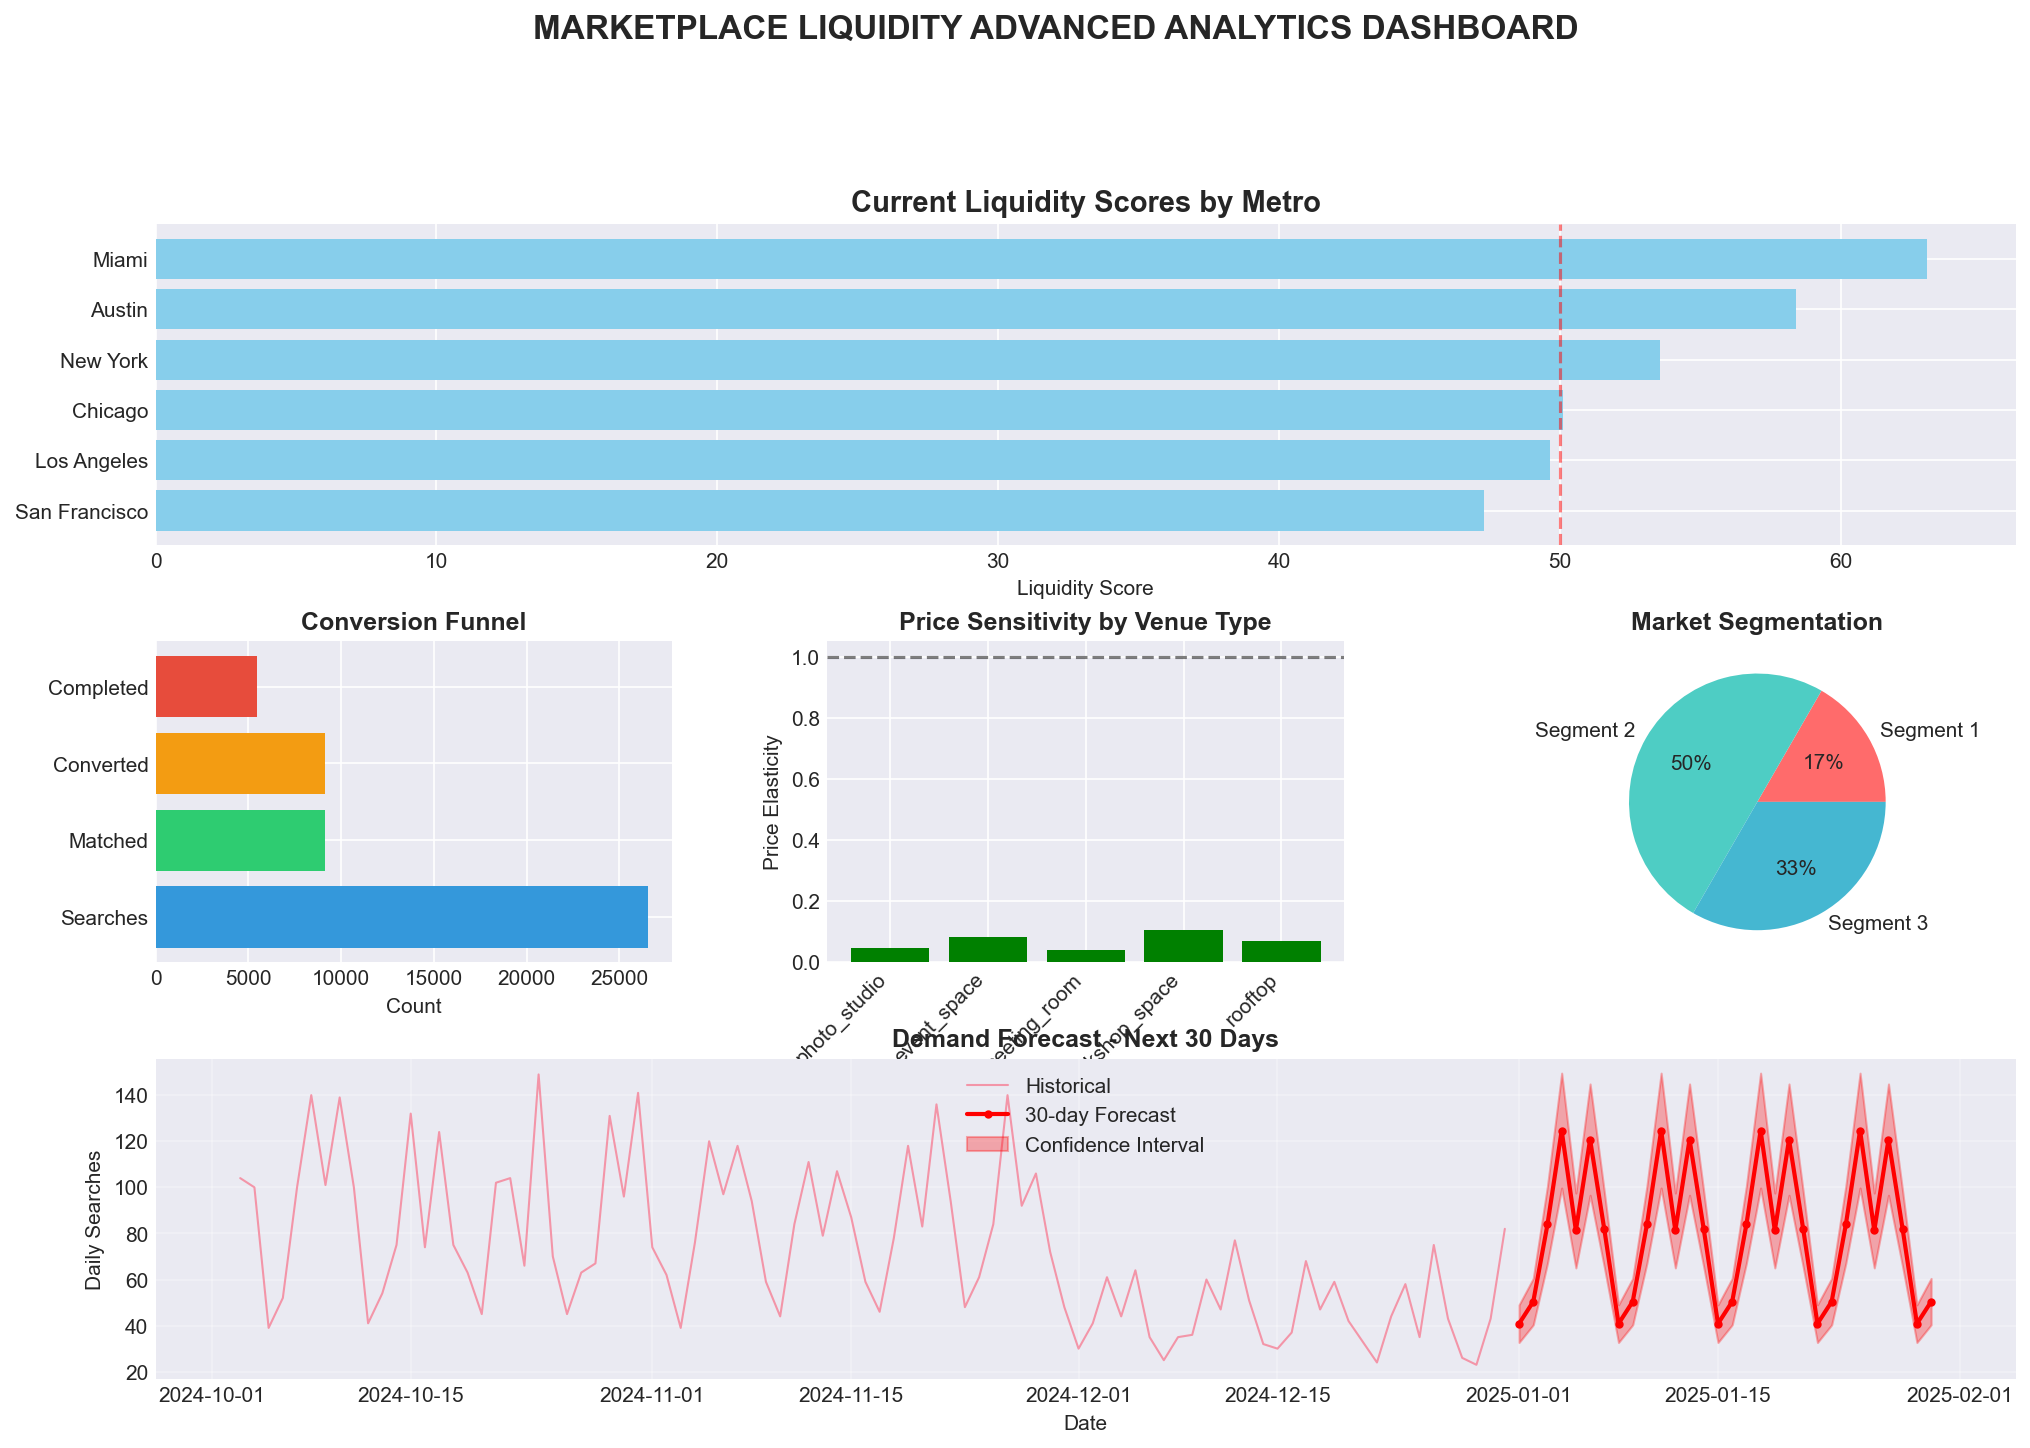 MARKETPLACE LIQUIDITY ADVANCED ANALYTICS DASHBOARD
Current Liquidity Scores by Metro
Miami
Austin
New York
Chicago
Los Angeles
San Francisco
0 10 20 30 40 50 60
Liquidity Score
Conversion Funnel
Completed
Converted
Matched
Searches
0 5000 10000 15000 20000 25000
Count
Price Sensitivity by Venue Type
Price Elasticity
1.0
0.8
0.6
0.4
0.2
0.0
photo_studio
event_space
eeting_room
kshop_space
rooftop
Market Segmentation
Segment 1
17%
Segment 2
50%
Segment 3
33%
Demand Forecast - Next 30 Days
Historical
30-day Forecast
Confidence Interval
Daily Searches
140
120
100
80
60
40
20
2024-10-01 2024-10-15 2024-11-01 2024-11-15 2024-12-01 2024-12-15 2025-01-01 2025-01-15 2025-02-01
Date